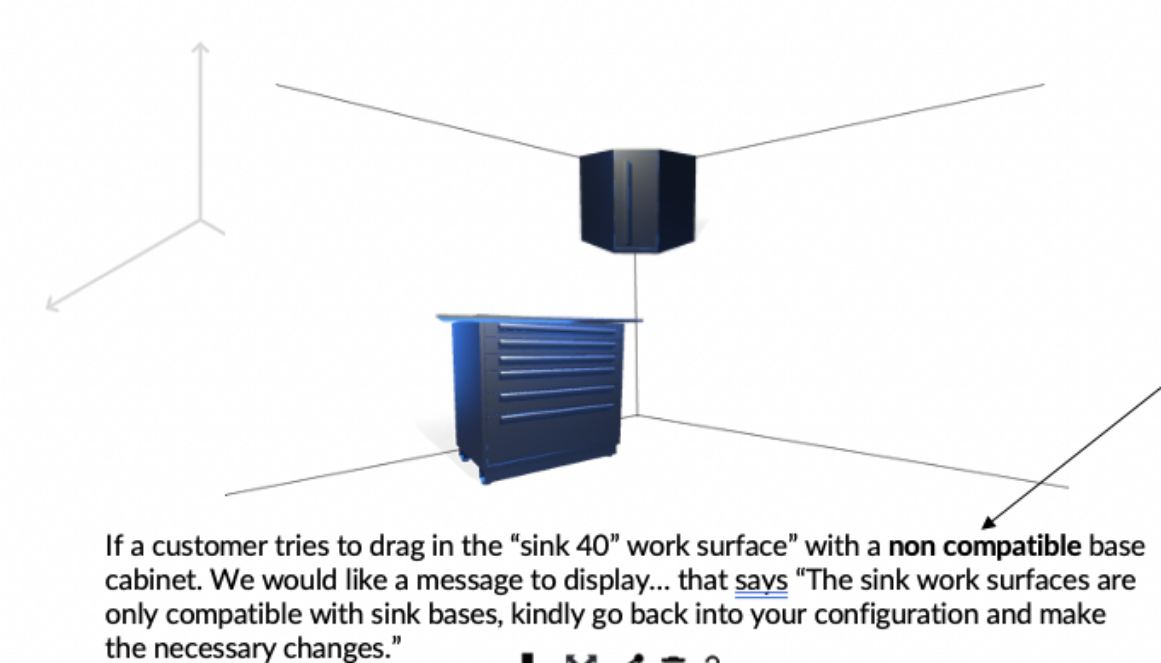 If a customer tries to drag in the “sink 40” work surface” with a non compatible base
cabinet. We would like a message to display... that says “The sink work surfaces are
only compatible with sink bases, kindly go back into your configuration and make
the necessary changes.”